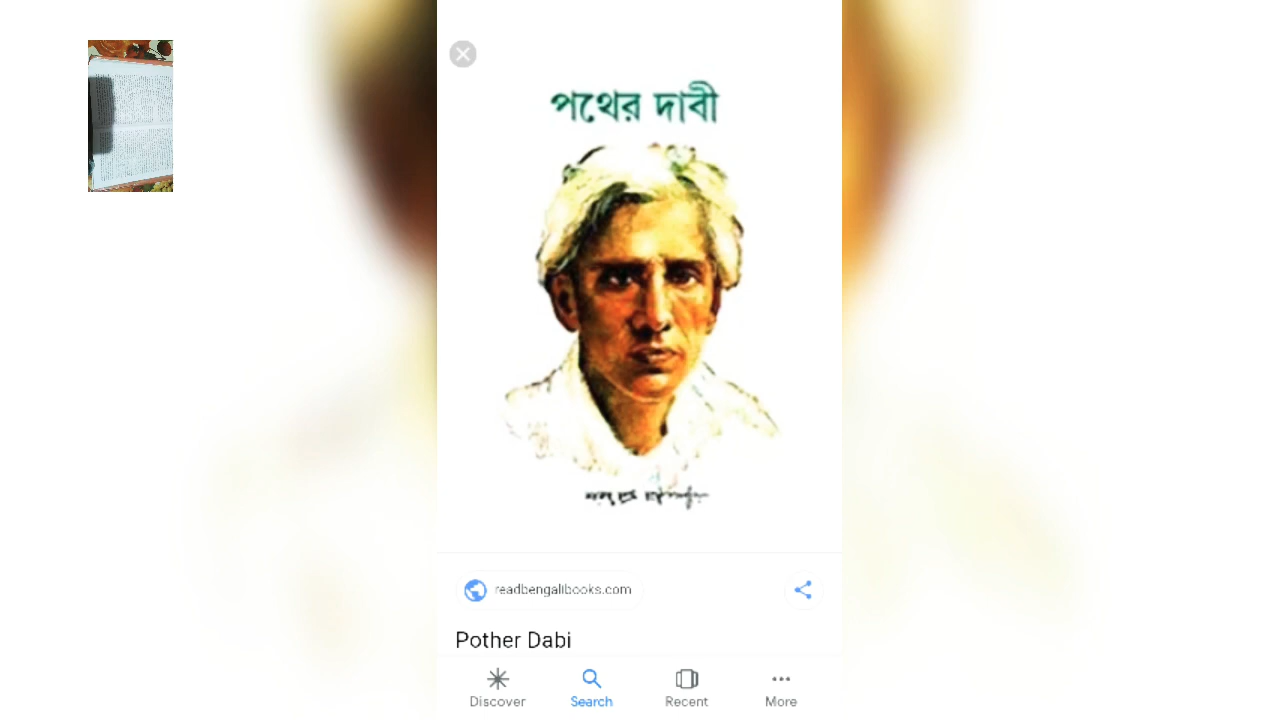 পথের দাবী
readbengalibooks.com
Pother Dabi
Discover
Search
Recent
More